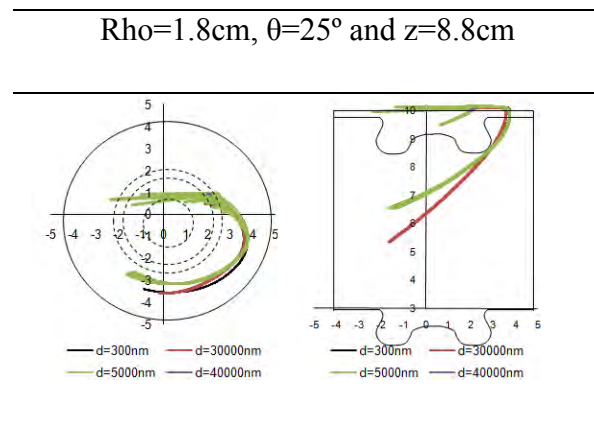 Rho=1.8cm, θ=25º and z=8.8cm
5
4
3
2
1
0
-5 -4 -3 -2 -1 0 1 2 3 4 5
-1
-2
-3
-4
-5
d=300nm d=30000nm
d=5000nm d=40000nm
10
9
8
7
6
5
4
3
-5 -4 -3 -2 -1 0 1 2 3 4 5
d=300nm d=30000nm
d=5000nm d=40000nm